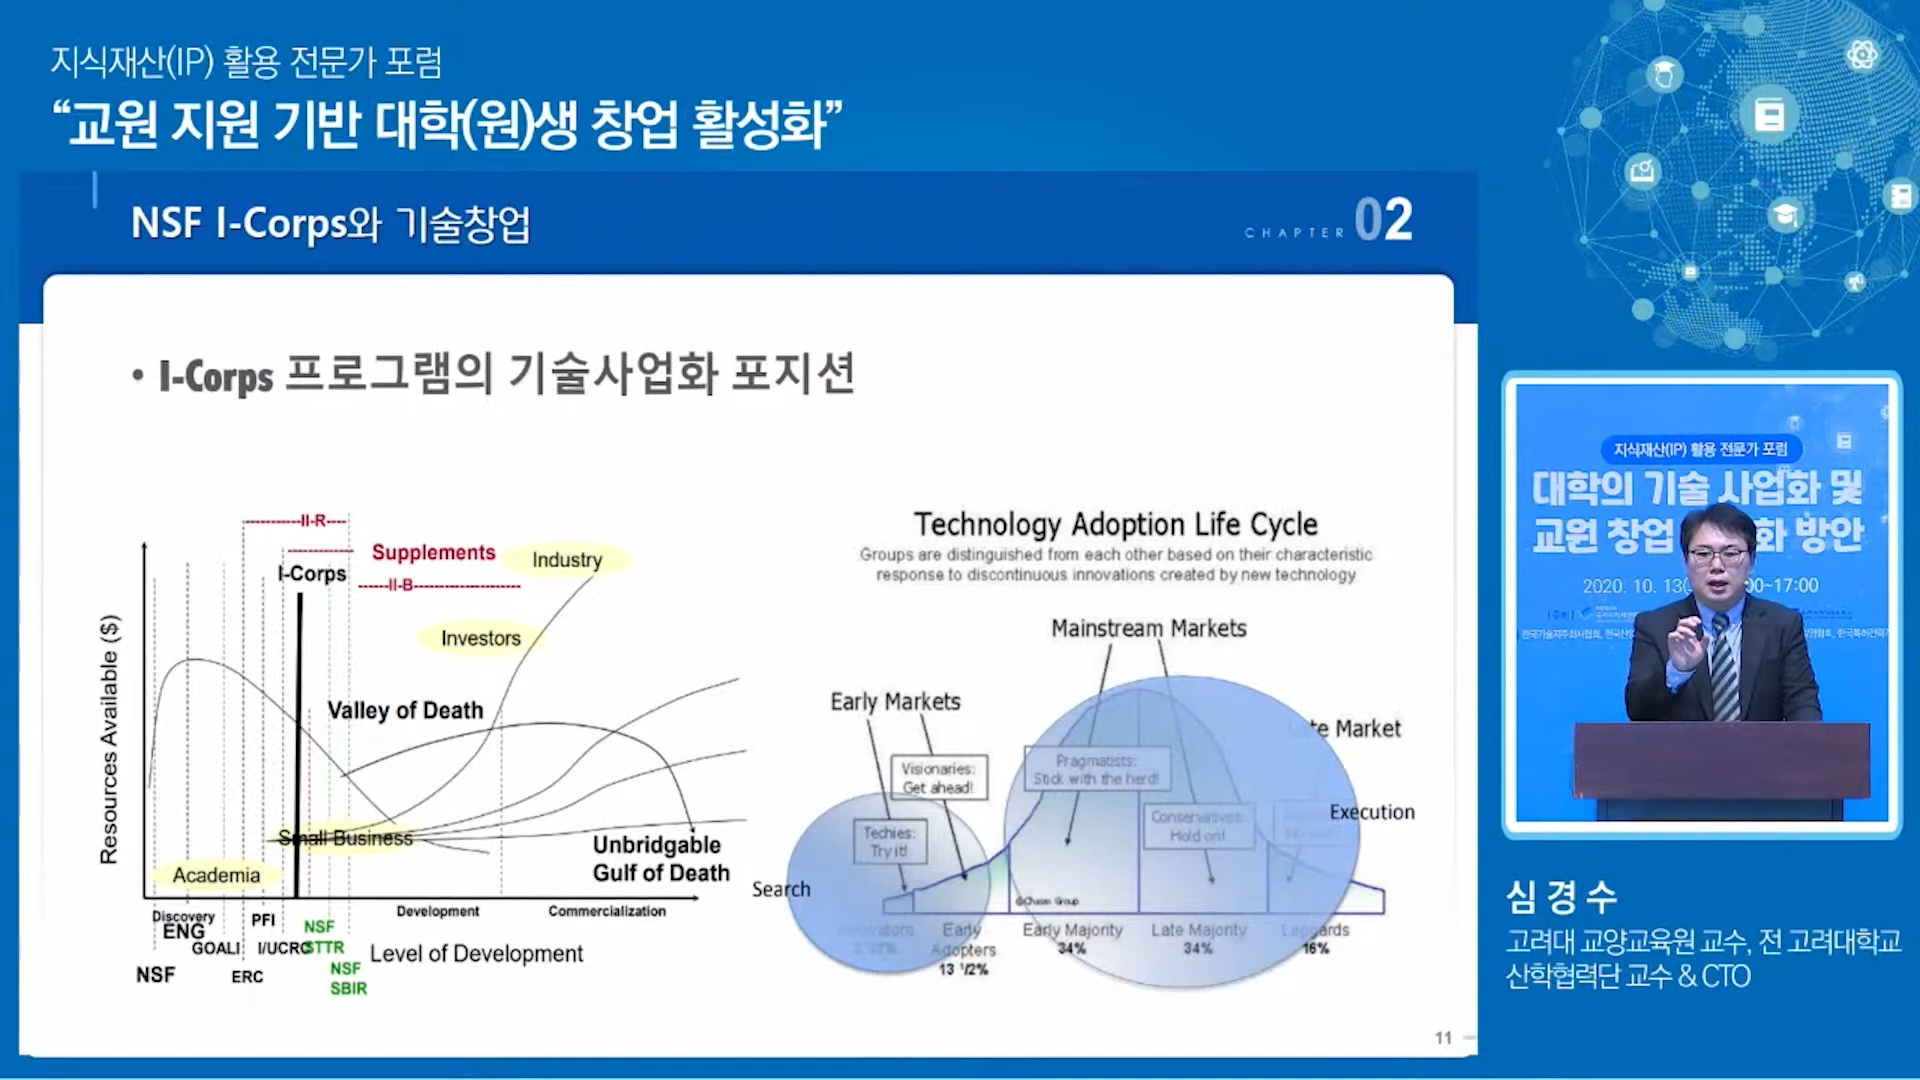 지식재산(IP) 활용 전문가 포럼
“교원 지원 기반 대학(원)생 창업 활성화”
NSF I-Corps와 기술창업
CHAPTER 02
• I-Corps 프로그램의 기술사업화 포지션
II-R
Supplements
I-Corps
II-B
Industry
Investors
Valley of Death
Small Business
Academia
Unbridgable
Gulf of Death
Resources Available ($)
Discovery
Development
Commercialization
ENG
PFI
GOALI
I/UCRC
NSF
STTR
Level of Development
NSF
ERC
NSF
SBIR
Technology Adoption Life Cycle
Groups are distinguished from each other based on their characteristic
response to discontinuous innovations created by new technology
Mainstream Markets
Early Markets
Market
Visionaries:
Get ahead!
Pragmatists:
Stick with the herd!
Techies:
Try it!
Conservatives:
Hold on!
Execution
Search
©Chasm Group
Early
Adopters
13 1/2%
Early Majority
34%
Late Majority
34%
Laggards
16%
11
지식재산(IP) 활용 전문가 포럼
대학의 기술 사업화 및
교원 창업 화 방안
2020. 10. 13 00~17:00
심경수
고려대 교양교육원 교수, 전 고려대학교
산학협력단 교수 & CTO